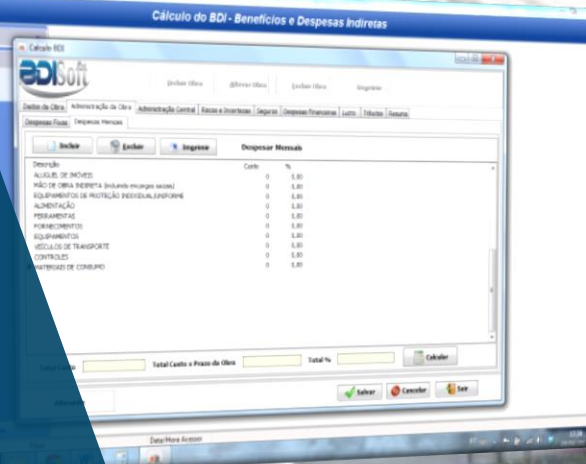 Cálculo do BDI - Benefícios e Despesas Indiretas
Calculo BDI
BDISoft
Incluir Obra Alterar Obra Excluir Obra Imprimir
Dados da Obra Administração da Obra Administração Central Riscos e Incertezas Seguros Despesas Financeiras Lucro Tributos Resumo
Despesas Fixas Despesas Mensais
Incluir Excluir Imprimir Despesas Mensais
Descrição Custo %
ALUGUEL DE IMÓVEIS 0 0,00
MÃO DE OBRA INDIRETA (incluindo encargos sociais) 0 0,00
EQUIPAMENTOS DE PROTEÇÃO INDIVIDUAL/UNIFORME 0 0,00
ALIMENTAÇÃO 0 0,00
FERRAMENTAS 0 0,00
FORNECIMENTOS 0 0,00
EQUIPAMENTOS 0 0,00
VEÍCULOS DE TRANSPORTE 0 0,00
CONTROLES 0 0,00
MATERIAIS DE CONSUMO 0 0,00
Total Custo Total Custo x Prazo da Obra Total % Calcular
Salvar Cancelar Sair
Alterando